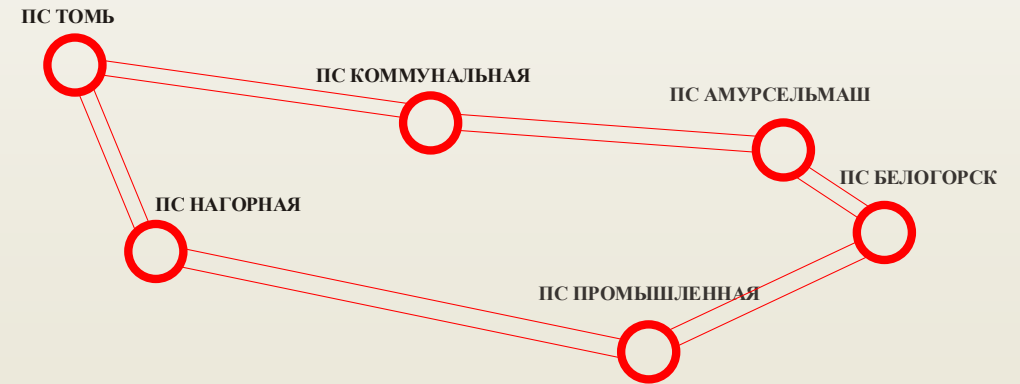 ПС ТОМЬ
ПС КОММУНАЛЬНАЯ
ПС АМУРСЕЛЬМАШ
ПС БЕЛОГОРСК
ПС НАГОРНАЯ
ПС ПРОМЫШЛЕННАЯ